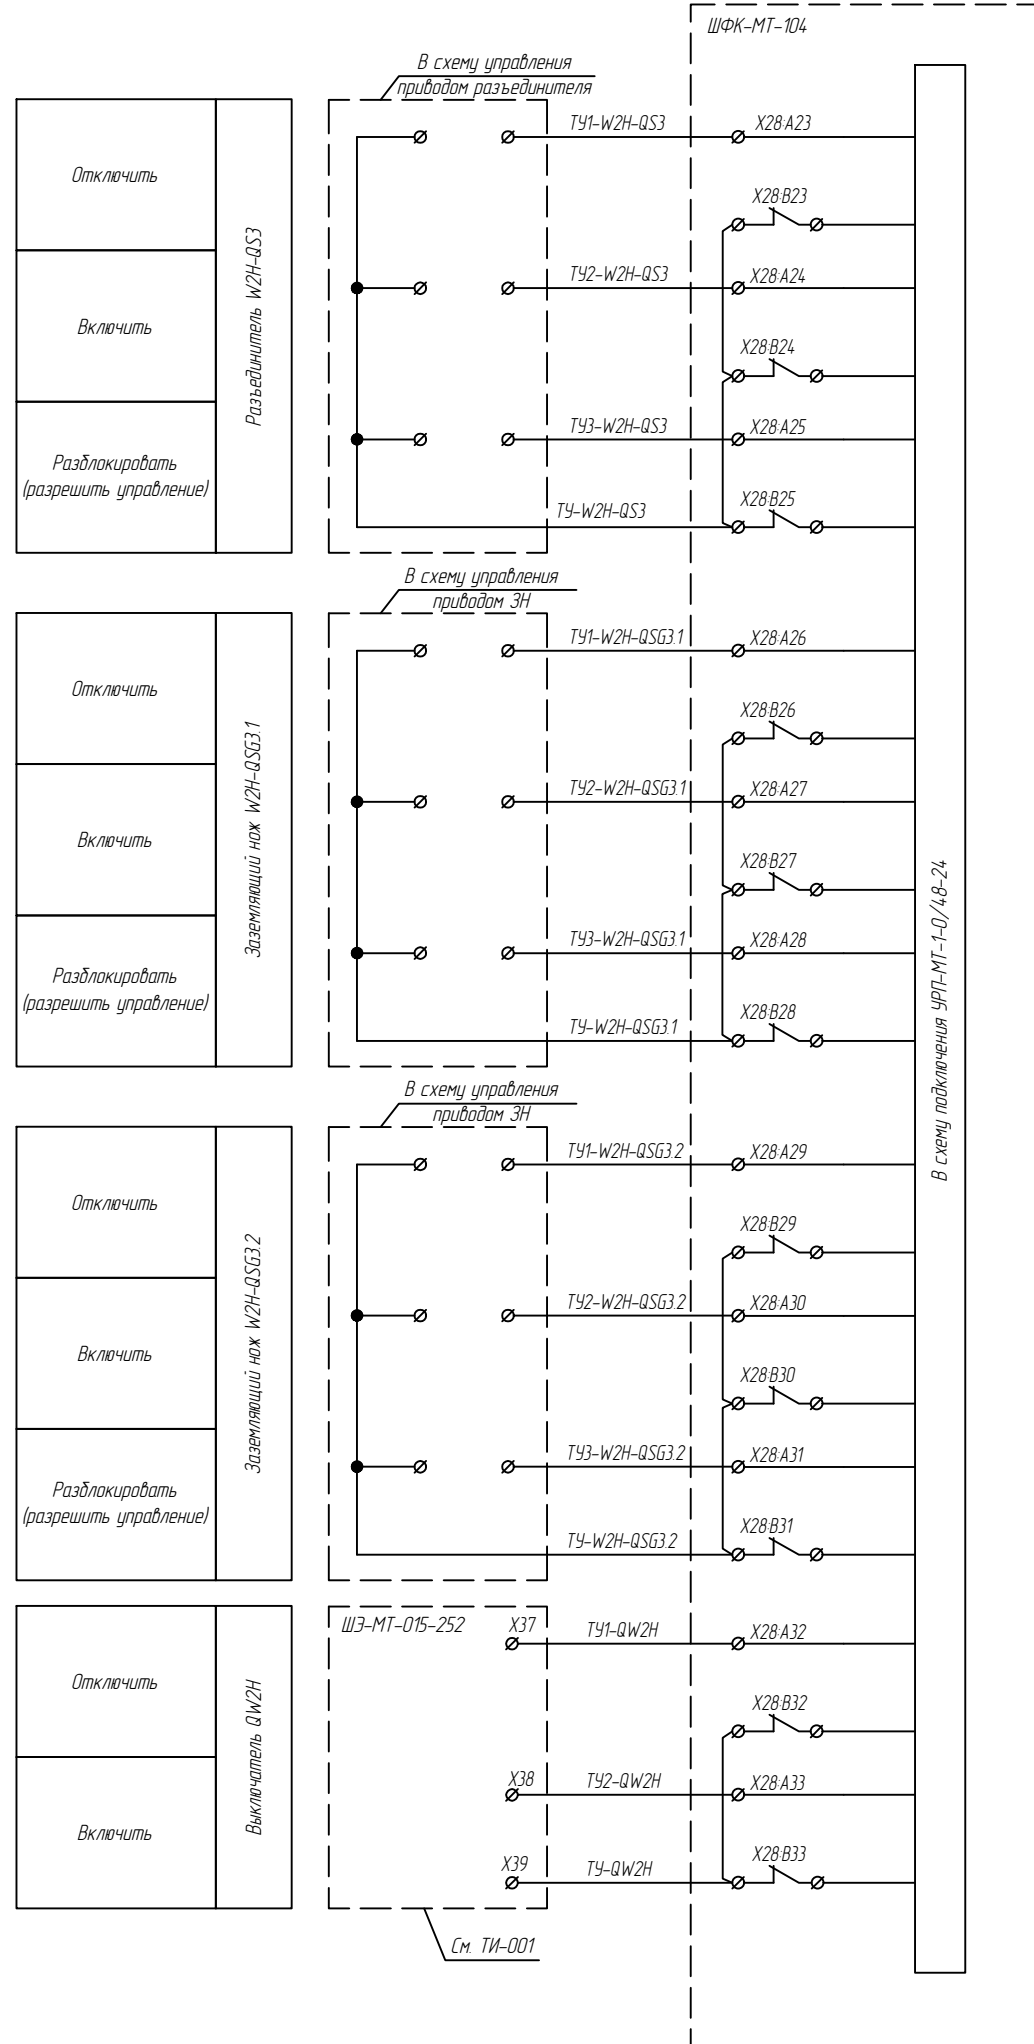 ШФК-МТ-104
В схему управления
приводом разъединителя
Отключить
Включить
Разблокировать
(разрешить управление)
Разъединитель W2H-QS3
ТУ1-W2H-QS3
X28:A23
X28:B23
ТУ2-W2H-QS3
X28:A24
X28:B24
ТУ3-W2H-QS3
X28:A25
ТУ-W2H-QS3
X28:B25
В схему управления
приводом ЗН
Отключить
Включить
Разблокировать
(разрешить управление)
Заземляющий нож W2H-QSG3.1
ТУ1-W2H-QSG3.1
X28:A26
X28:B26
ТУ2-W2H-QSG3.1
X28:A27
X28:B27
ТУ3-W2H-QSG3.1
X28:A28
ТУ-W2H-QSG3.1
X28:B28
В схему подключения УРП-МТ-1-0/48-24
В схему управления
приводом ЗН
Отключить
Включить
Разблокировать
(разрешить управление)
Заземляющий нож W2H-QSG3.2
ТУ1-W2H-QSG3.2
X28:A29
X28:B29
ТУ2-W2H-QSG3.2
X28:A30
X28:B30
ТУ3-W2H-QSG3.2
X28:A31
ТУ-W2H-QSG3.2
X28:B31
Отключить
Включить
Выключатель QW2H
ШЭ-МТ-015-252
X37
ТУ1-QW2H
X28:A32
X28:B32
X38
ТУ2-QW2H
X28:A33
X39
ТУ-QW2H
X28:B33
См. ТИ-001